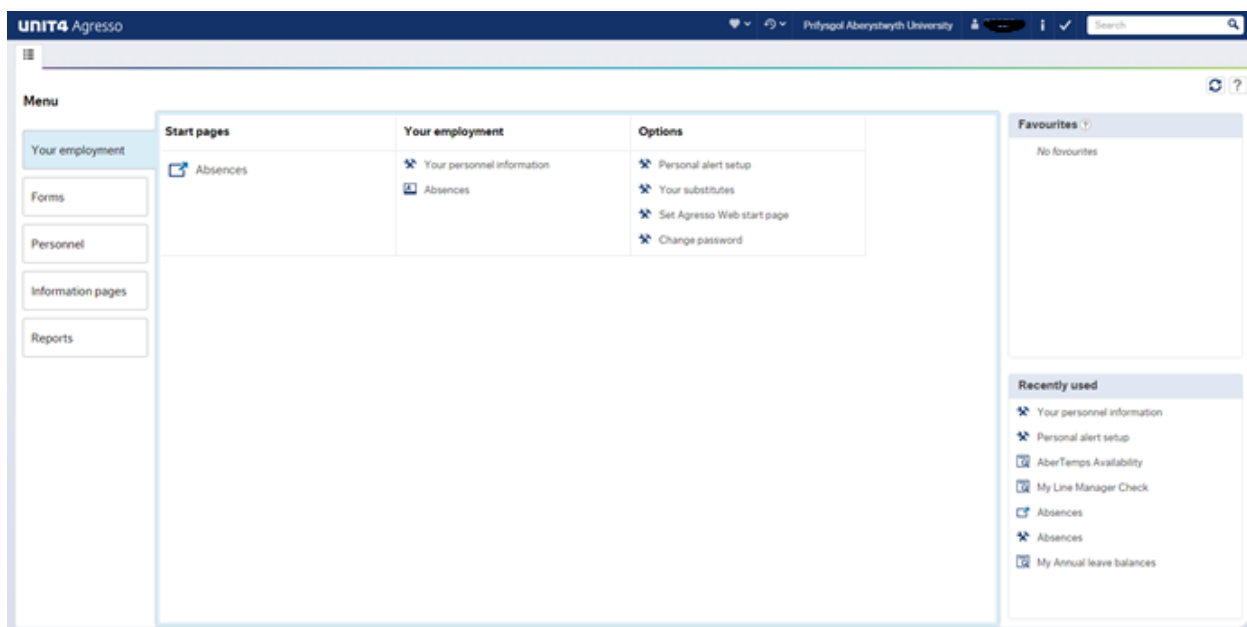 UNIT4 Agresso
Prifysgol Aberystwyth University
Search
Menu
Your employment
Forms
Personnel
Information pages
Reports
Start pages
Absences
Your employment
Your personnel information
Absences
Options
Personal alert setup
Your substitutes
Set Agresso Web start page
Change password
Favourites
No favourites
Recently used
Your personnel information
Personal alert setup
AberTemps Availability
My Line Manager Check
Absences
Absences
My Annual leave balances